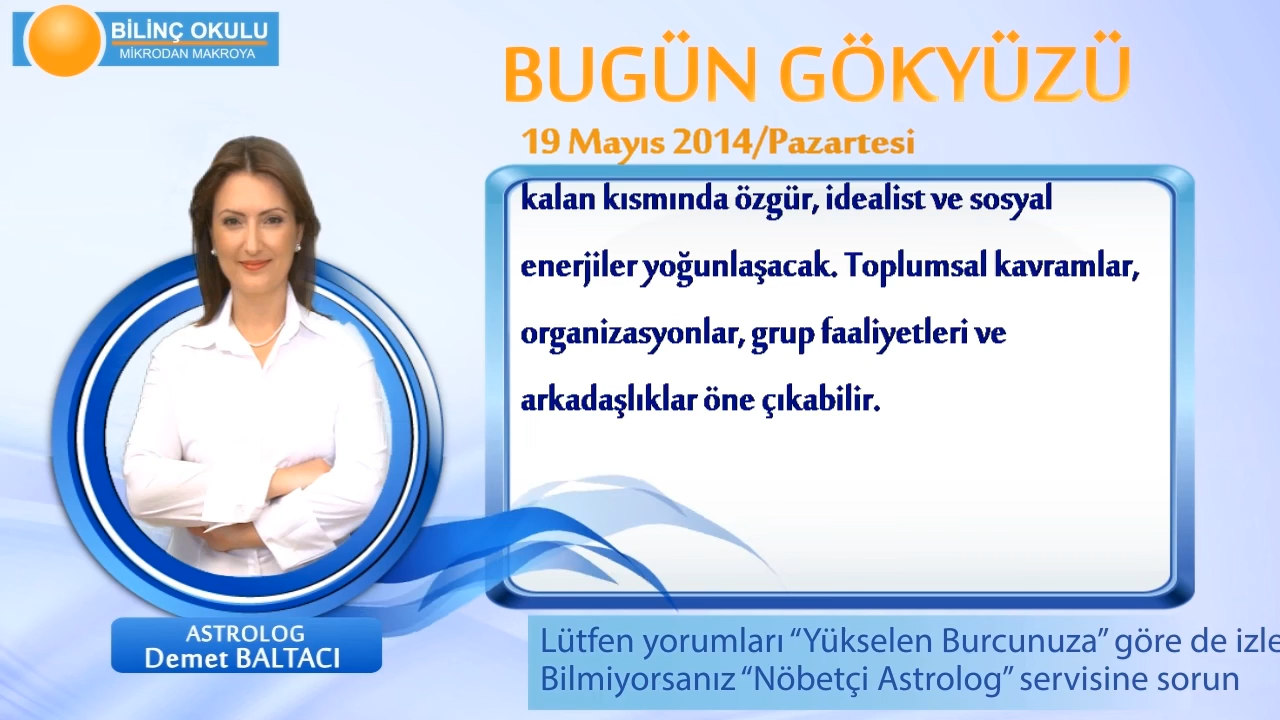 BİLİNÇ OKULU
MİKRODAN MAKROYA
BUGÜN GÖKYÜZÜ
19 Mayıs 2014/Pazartesi
kalan kısmında özgür, idealist ve sosyal
enerjiler yoğunlaşacak. Toplumsal kavramlar,
organizasyonlar, grup faaliyetleri ve
arkadaşlıklar öne çıkabilir.
ASTROLOG
Demet BALTACI
Lütfen yorumları “Yükselen Burcunuza” göre de izle
Bilmiyorsanız “Nöbetçi Astrolog” servisine sorun